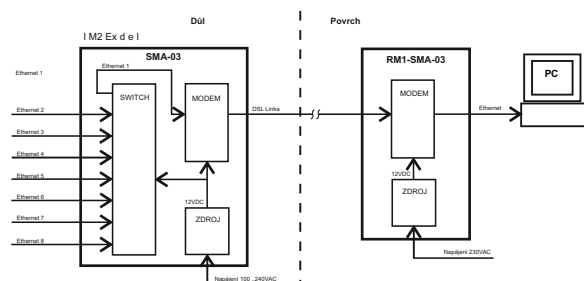 Důl
Povrch
I M2 Ex d e I
SMA-03
RM1-SMA-03
Ethernet 1
Ethernet 1
SWITCH
MODEM
MODEM
PC
Ethernet 2
DSL Linka
Ethernet
Ethernet 3
Ethernet 4
Ethernet 5
Ethernet 6
Ethernet 7
Ethernet 8
12VDC
12VDC
ZDROJ
ZDROJ
Napájení 230VAC
Napájení 100 ..240VAC